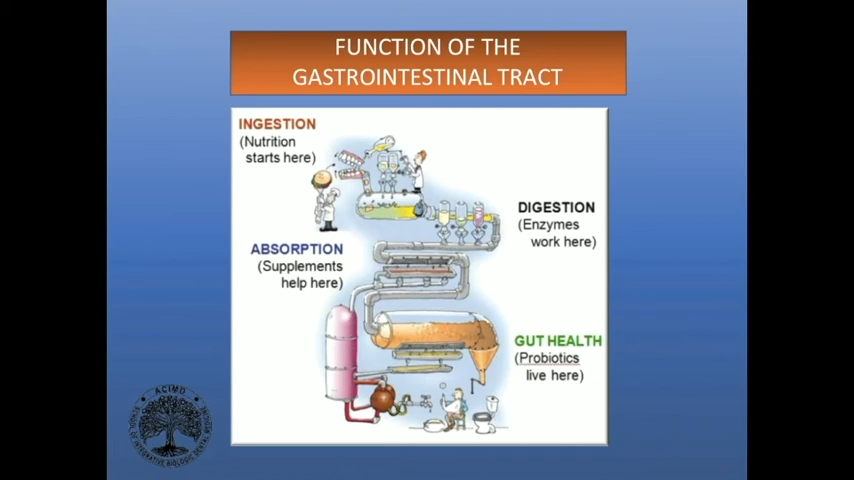 FUNCTION OF THE
GASTROINTESTINAL TRACT
INGESTION
(Nutrition
starts here)
DIGESTION
(Enzymes
work here)
ABSORPTION
(Supplements
help here)
GUT HEALTH
(Probiotics
live here)
ACIMD